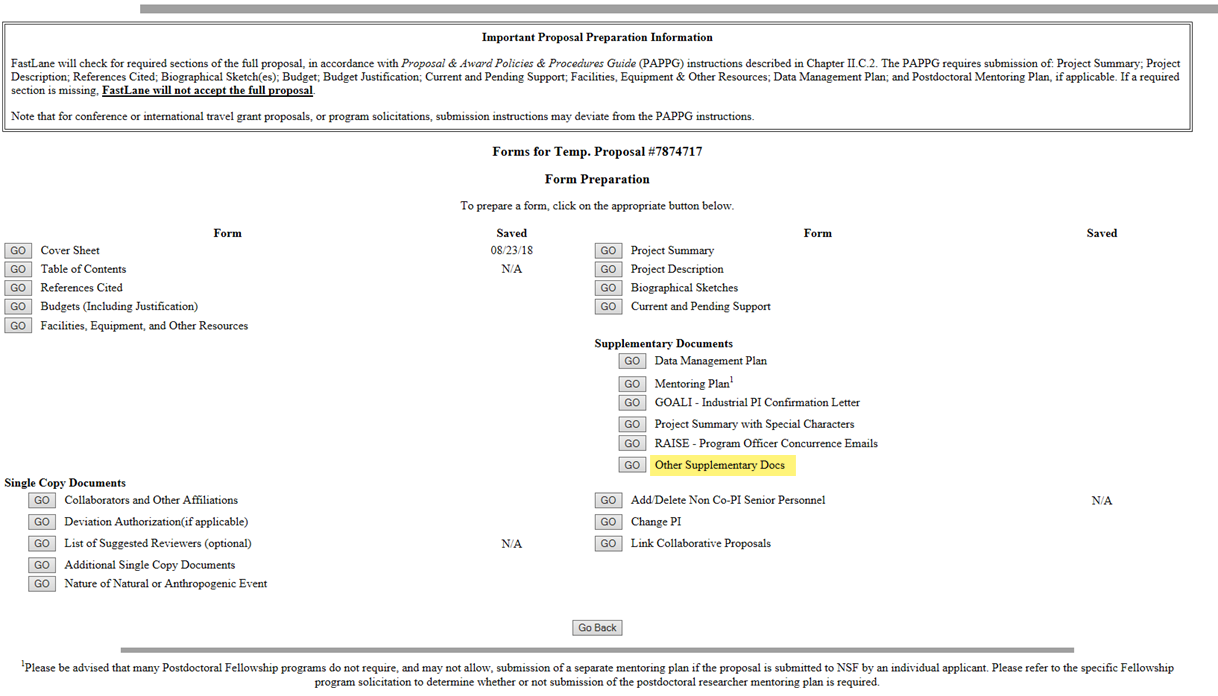 Important Proposal Preparation Information
FastLane will check for required sections of the full proposal, in accordance with Proposal & Award Policies & Procedures Guide (PAPPG) instructions described in Chapter II.C.2. The PAPPG requires submission of: Project Summary; Project
Description; References Cited; Biographical Sketch(es); Budget; Budget Justification; Current and Pending Support; Facilities, Equipment & Other Resources; Data Management Plan; and Postdoctoral Mentoring Plan, if applicable. If a required
section is missing, FastLane will not accept the full proposal.
Note that for conference or international travel grant proposals, or program solicitations, submission instructions may deviate from the PAPPG instructions.
Forms for Temp. Proposal #7874717
Form Preparation
To prepare a form, click on the appropriate button below.
Form Saved Form Saved
GO Cover Sheet 08/23/18 GO Project Summary
GO Table of Contents N/A GO Project Description
GO References Cited GO Biographical Sketches
GO Budgets (Including Justification) GO Current and Pending Support
GO Facilities, Equipment, and Other Resources
Supplementary Documents
GO Data Management Plan
GO Mentoring Plan1
GO GOALI - Industrial PI Confirmation Letter
GO Project Summary with Special Characters
GO RAISE - Program Officer Concurrence Emails
GO Other Supplementary Docs
Single Copy Documents
GO Collaborators and Other Affiliations GO Add/Delete Non Co-PI Senior Personnel N/A
GO Deviation Authorization(if applicable) GO Change PI
GO List of Suggested Reviewers (optional) N/A GO Link Collaborative Proposals
GO Additional Single Copy Documents
GO Nature of Natural or Anthropogenic Event
Go Back
1Please be advised that many Postdoctoral Fellowship programs do not require, and may not allow, submission of a separate mentoring plan if the proposal is submitted to NSF by an individual applicant. Please refer to the specific Fellowship
program solicitation to determine whether or not submission of the postdoctoral researcher mentoring plan is required.